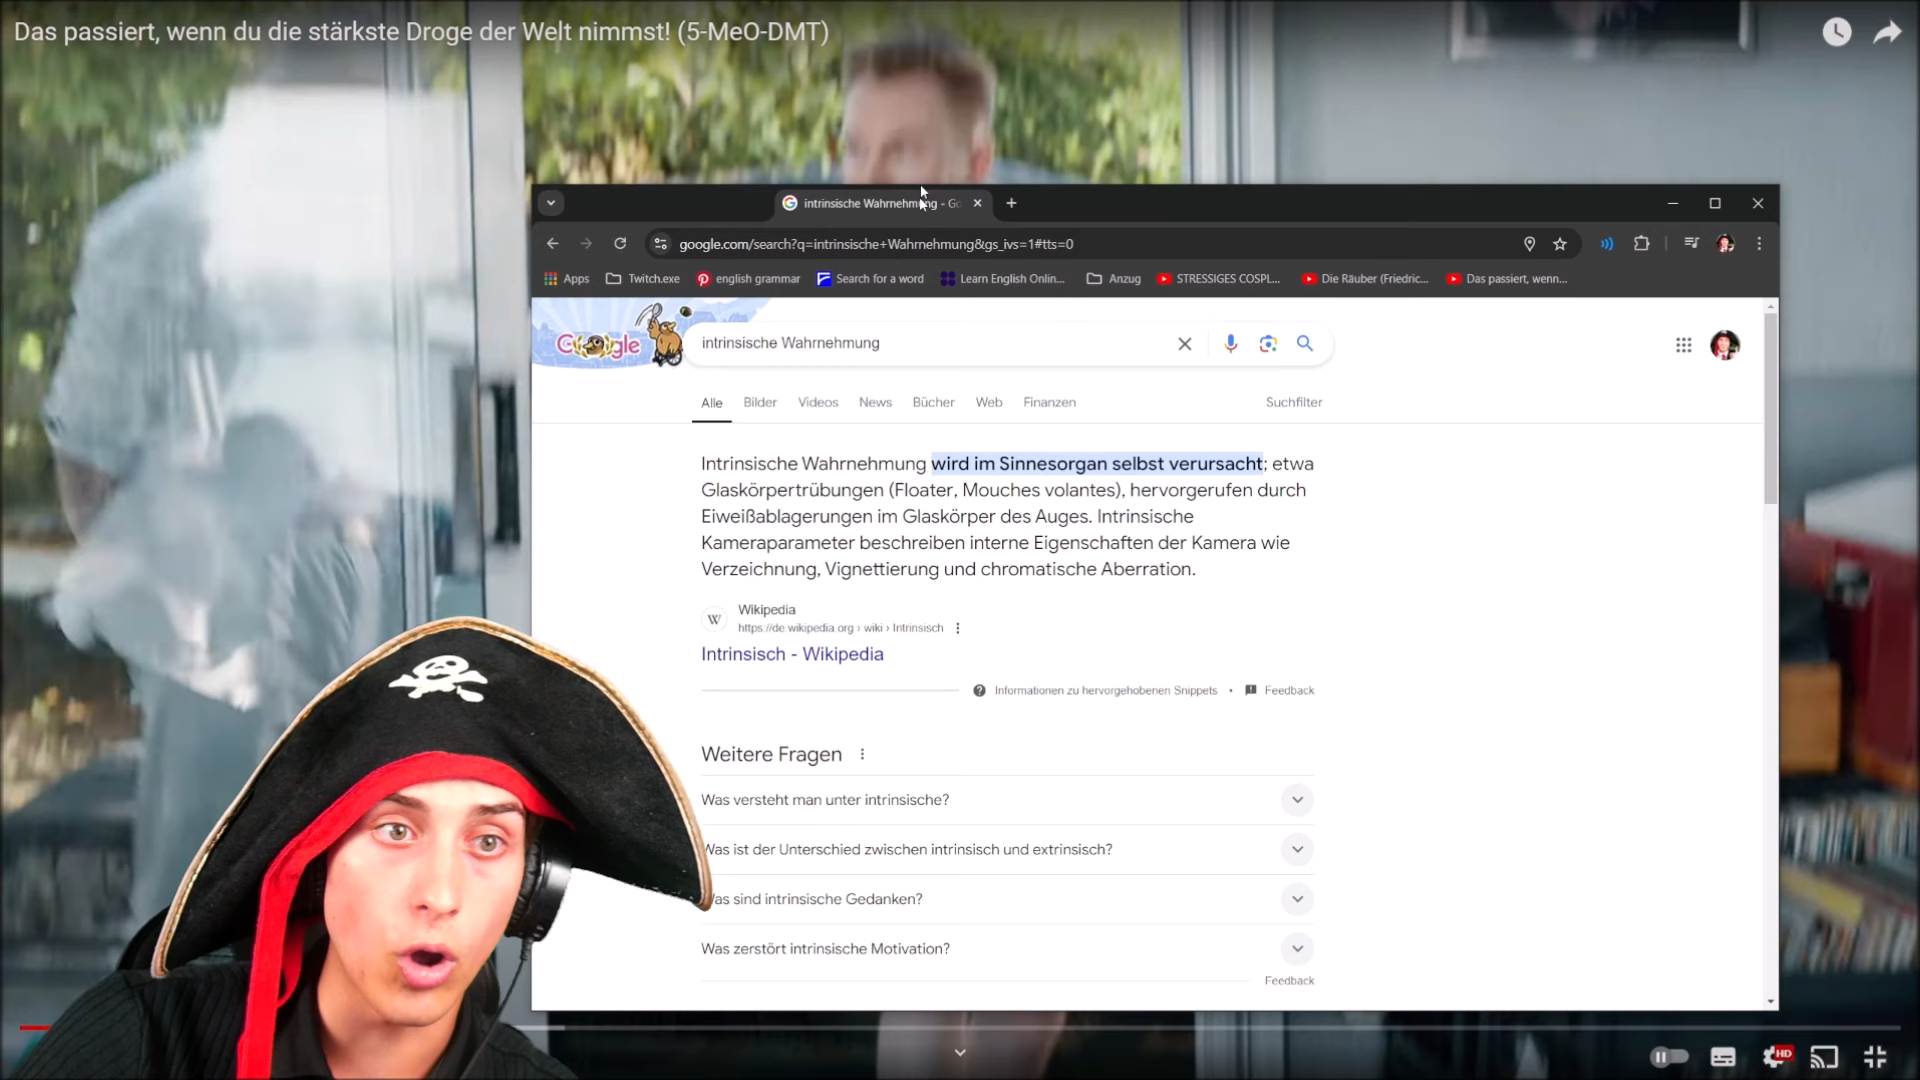 Das passiert, wenn du die stärkste Droge der Welt nimmst! (5-MeO-DMT)
intrinsische Wahrnehmung - Go
google.com/search?q=intrinsische+Wahrnehmung&gs_ivs=1#tts=0
Apps Twitch.exe english grammar Search for a word Learn English Onlin... Anzug STRESSIGES COSPL... Die Räuber (Friedric... Das passiert, wenn...
Google intrinsische Wahrnehmung
Alle Bilder Videos News Bücher Web Finanzen Suchfilter
Intrinsische Wahrnehmung wird im Sinnesorgan selbst verursacht; etwa
Glaskörpertrübungen (Floater, Mouches volantes), hervorgerufen durch
Eiweißablagerungen im Glaskörper des Auges. Intrinsische
Kameraparameter beschreiben interne Eigenschaften der Kamera wie
Verzeichnung, Vignettierung und chromatische Aberration.
W Wikipedia
https://de.wikipedia.org › wiki › Intrinsisch
Intrinsisch - Wikipedia
Informationen zu hervorgehobenen Snippets • Feedback
Weitere Fragen
Was versteht man unter intrinsische?
Was ist der Unterschied zwischen intrinsisch und extrinsisch?
Was sind intrinsische Gedanken?
Was zerstört intrinsische Motivation?
Feedback
HD